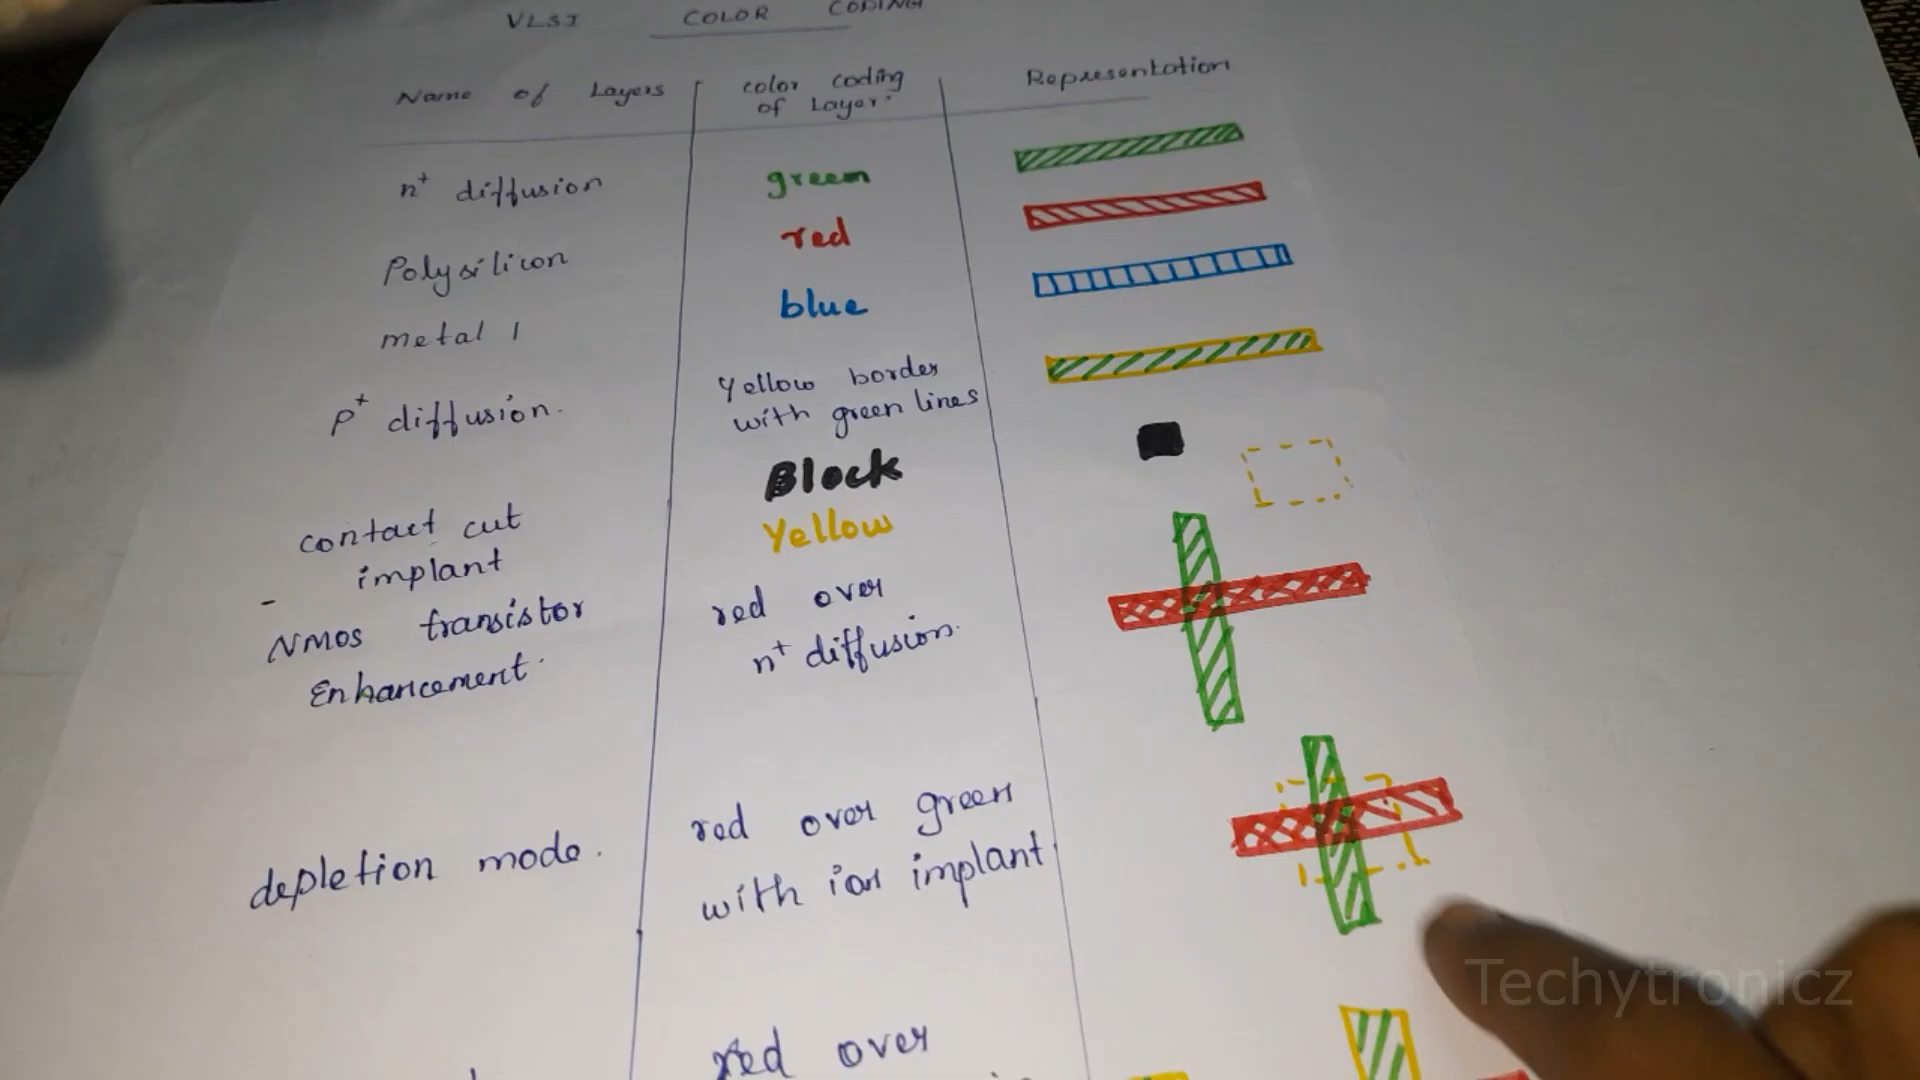 VLSI COLOR CODING
Name of Layers
color coding
of Layer
Representation
n+ diffusion
green
Polysilicon
red
metal 1
blue
P+ diffusion.
Yellow border
with green lines
contact cut
Block
implant
Yellow
NMOS transistor
Enhancement.
red over
n+ diffusion.
depletion mode.
red over green
with ion implant
red over
Techytronicz